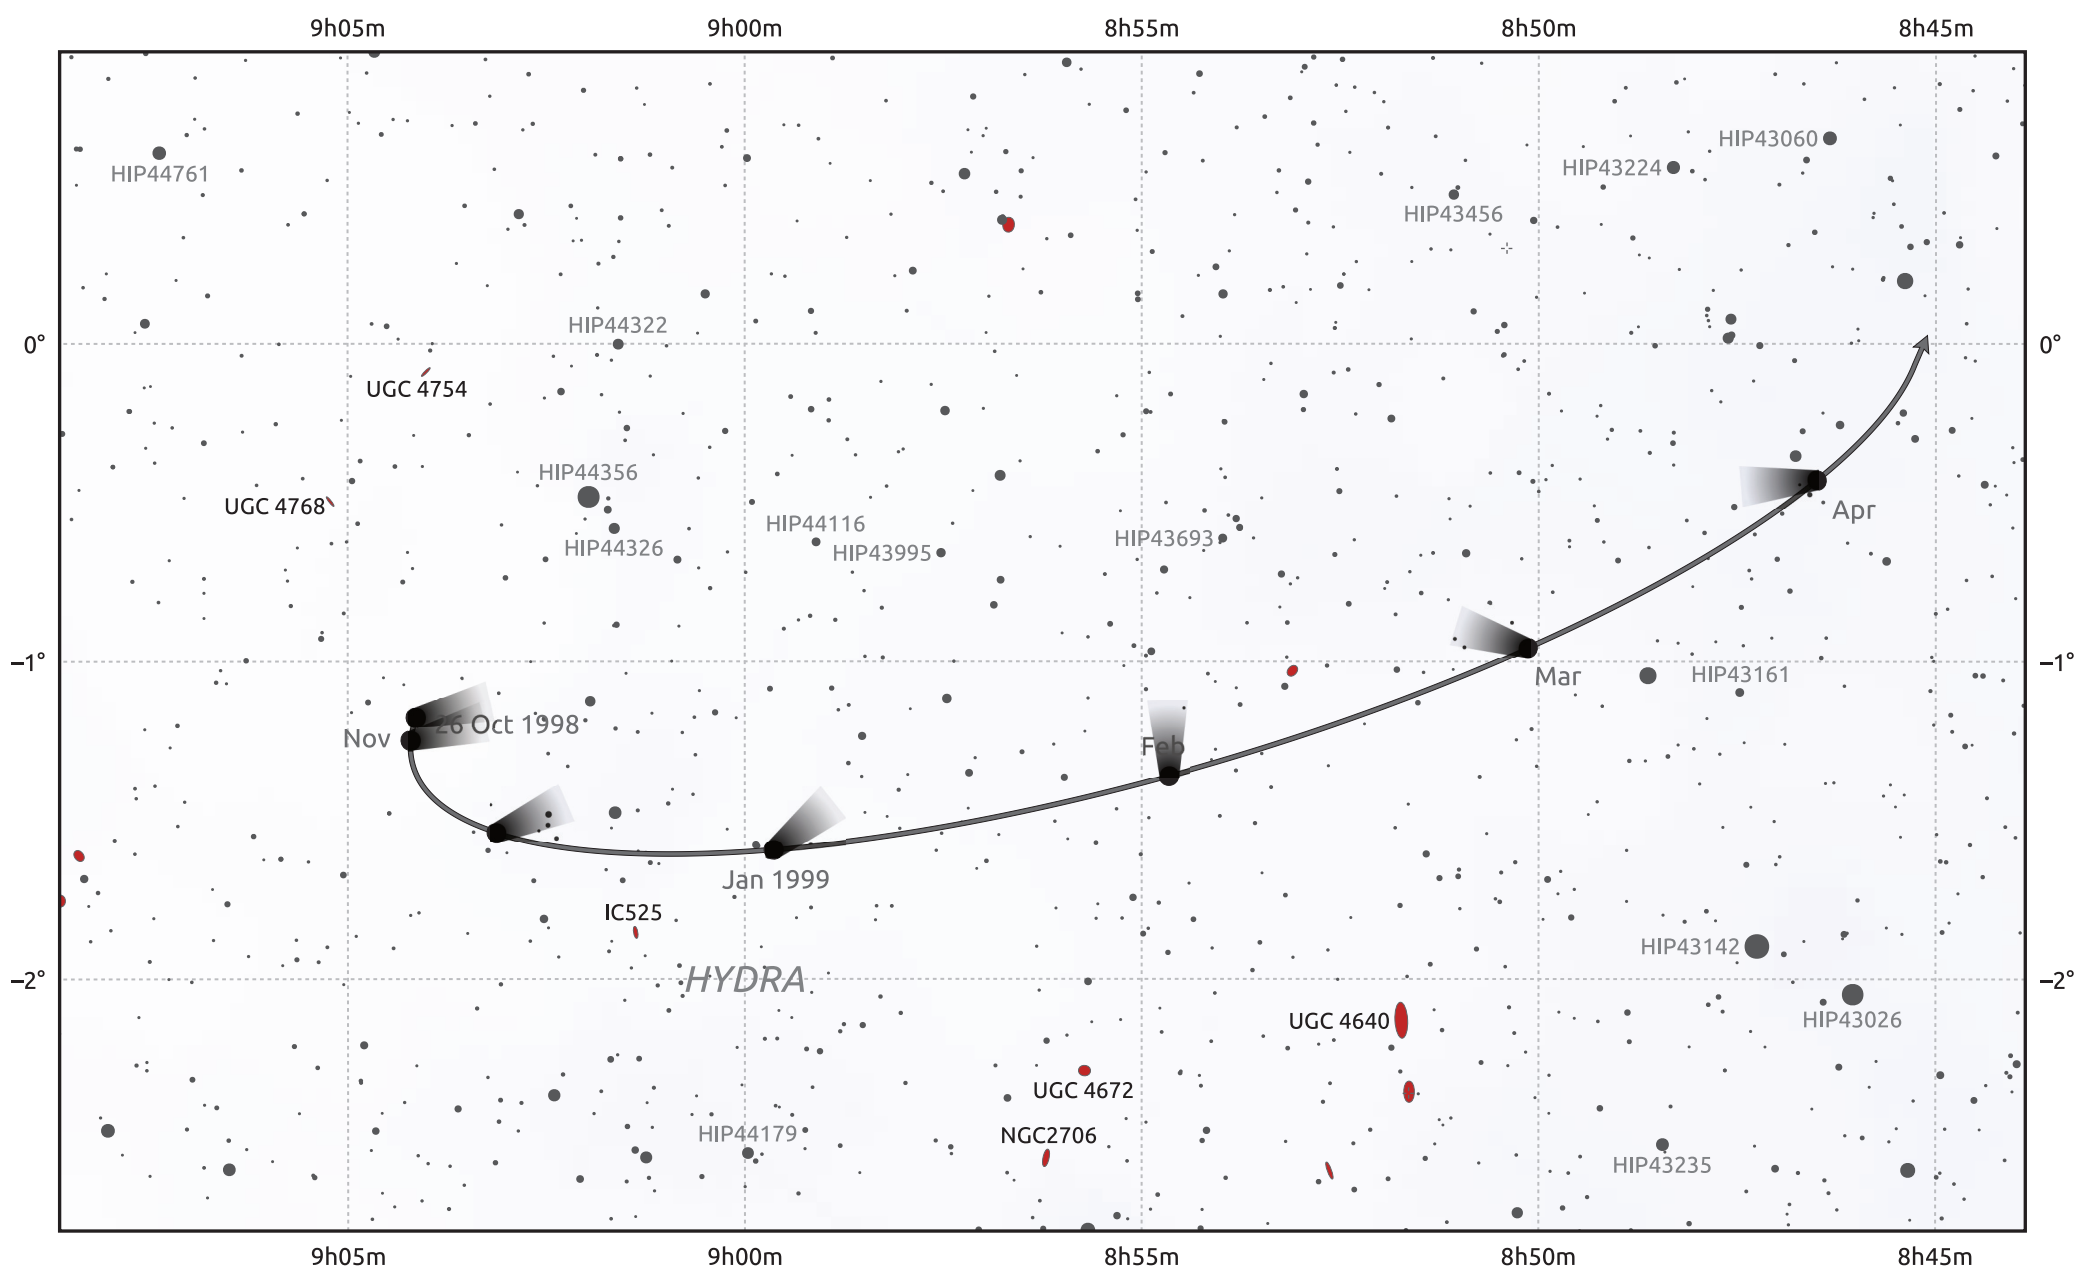 9h05m 9h00m 8h55m 8h50m 8h45m
HIP43060
HIP44761
HIP43224
HIP43456
HIP44322
0° 0°
UGC 4754
HIP44356
UGC 4768
Apr
HIP44116
HIP43693
HIP44326
HIP43995
-1° -1°
HIP43161
Mar
26 Oct 1998
Nov
Feb
Jan 1999
IC525
HIP43142
HYDRA
-2° -2°
UGC 4640
HIP43026
UGC 4672
HIP44179
NGC2706
HIP43235
9h05m 9h00m 8h55m 8h50m 8h45m